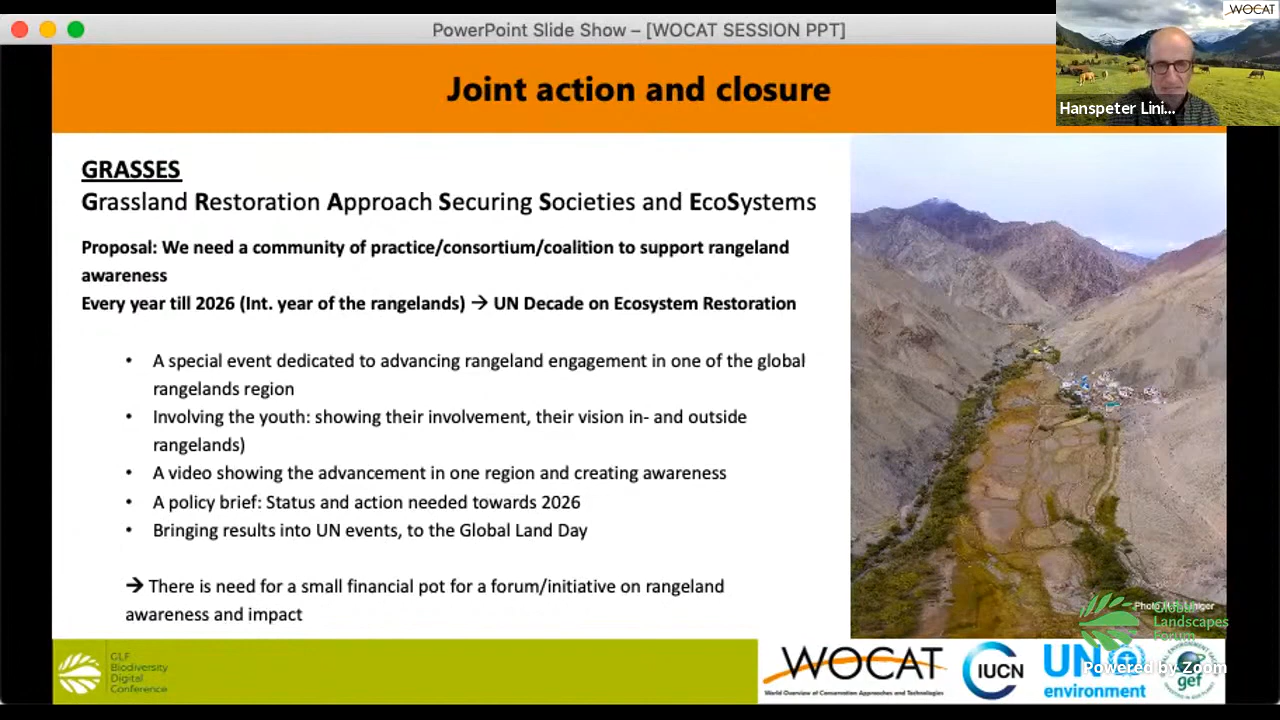 PowerPoint Slide Show – [WOCAT SESSION PPT]
WOCAT
Hanspeter Lini...
Joint action and closure
GRASSES
Grassland Restoration Approach Securing Societies and EcoSystems
Proposal: We need a community of practice/consortium/coalition to support rangeland
awareness
Every year till 2026 (Int. year of the rangelands) → UN Decade on Ecosystem Restoration
• A special event dedicated to advancing rangeland engagement in one of the global
rangelands region
• Involving the youth: showing their involvement, their vision in- and outside
rangelands)
• A video showing the advancement in one region and creating awareness
• A policy brief: Status and action needed towards 2026
• Bringing results into UN events, to the Global Land Day
→ There is need for a small financial pot for a forum/initiative on rangeland
awareness and impact
Global
Landscapes
Forum
Powered by Zoom
GLF
Biodiversity
Digital
Conference
WOCAT
World Overview of Conservation Approaches and Technologies
IUCN
UN
environment
gef